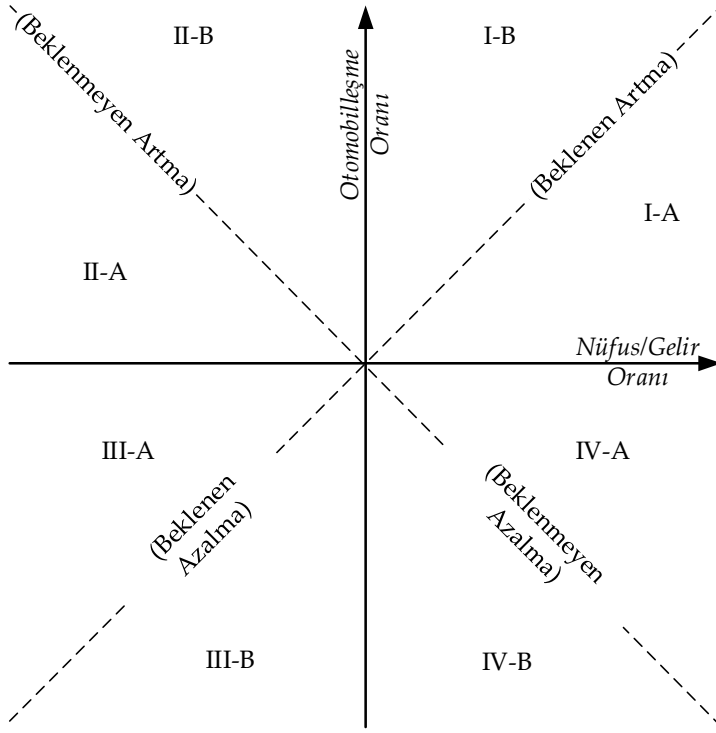 II-B
I-B
(Beklenmeyen Artma)
Otomobilleşme
Oranı
(Beklenen Artma)
I-A
II-A
Nüfus/Gelir
Oranı
III-A
IV-A
(Beklenen
Azalma)
(Beklenmeyen
Azalma)
III-B
IV-B